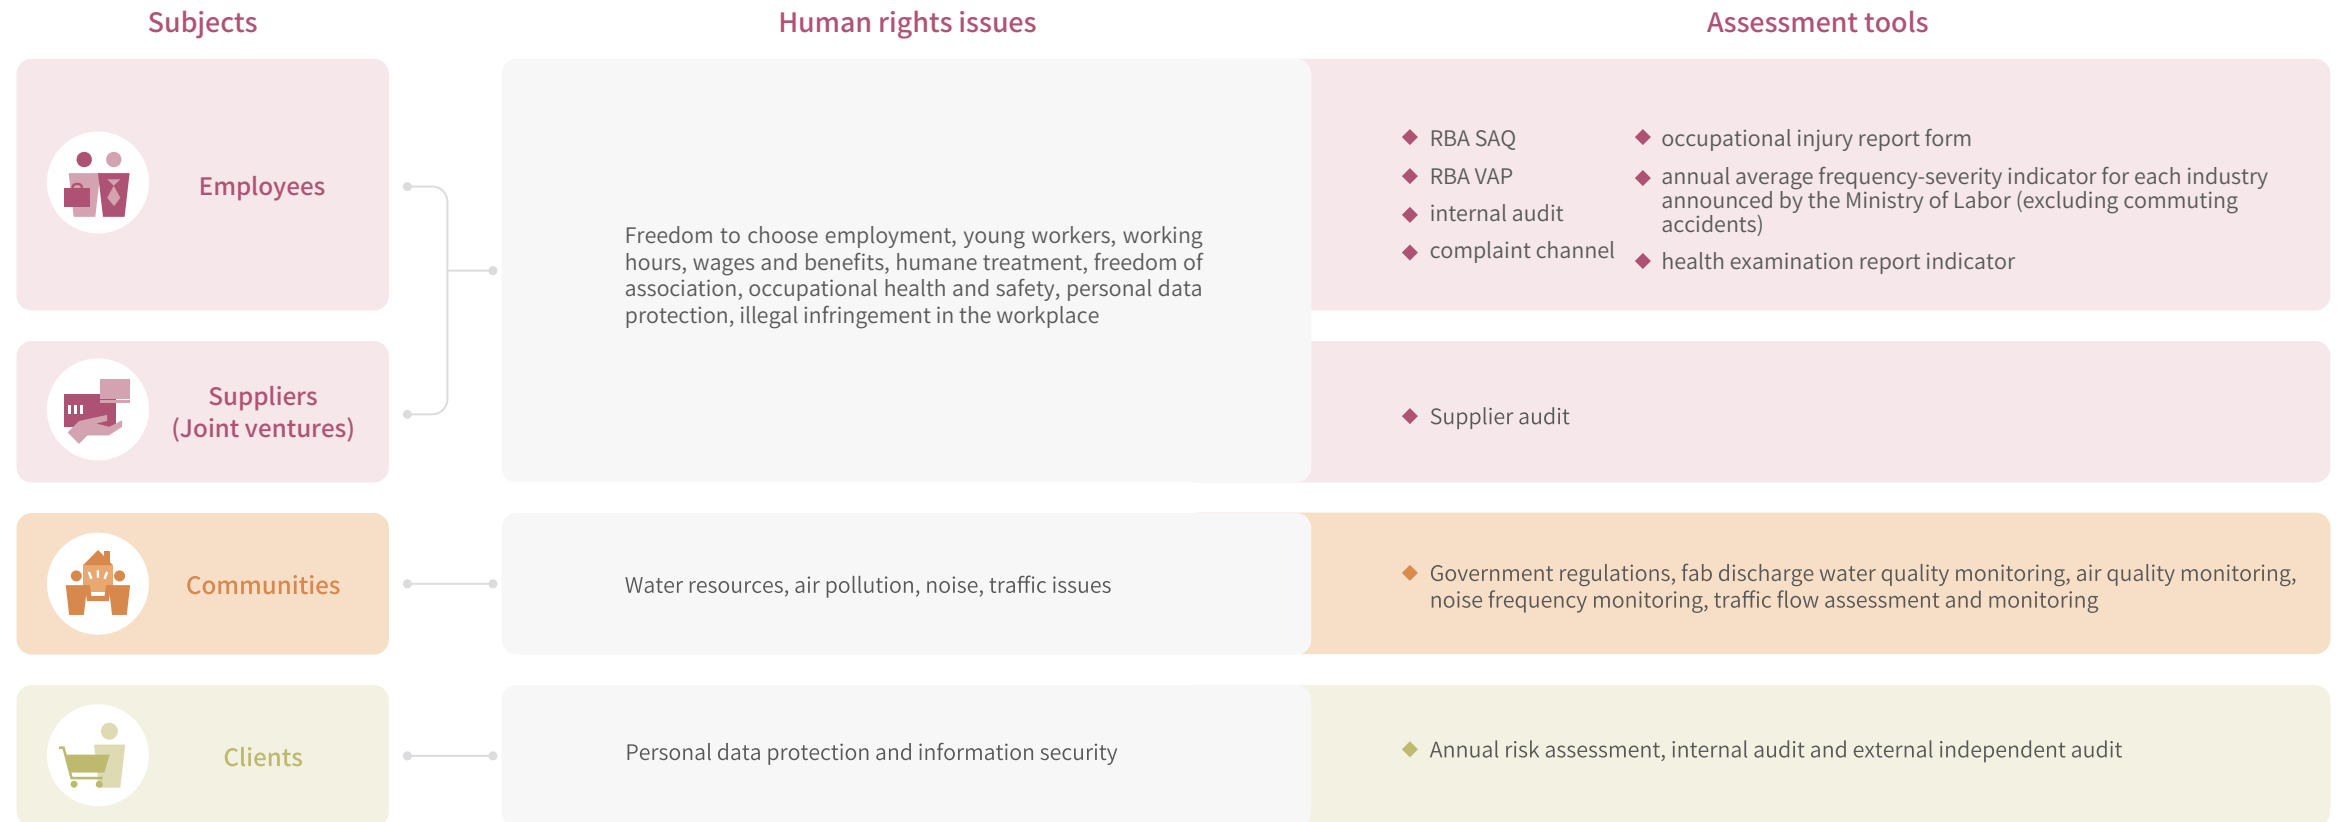 Subjects
Human rights issues
Assessment tools
Employees
Suppliers
(Joint ventures)
Freedom to choose employment, young workers, working
hours, wages and benefits, humane treatment, freedom of
association, occupational health and safety, personal data
protection, illegal infringement in the workplace
RBA SAQ
RBA VAP
internal audit
complaint channel
occupational injury report form
annual average frequency-severity indicator for each industry
announced by the Ministry of Labor (excluding commuting
accidents)
health examination report indicator
Supplier audit
Communities
Water resources, air pollution, noise, traffic issues
Government regulations, fab discharge water quality monitoring, air quality monitoring,
noise frequency monitoring, traffic flow assessment and monitoring
Clients
Personal data protection and information security
Annual risk assessment, internal audit and external independent audit